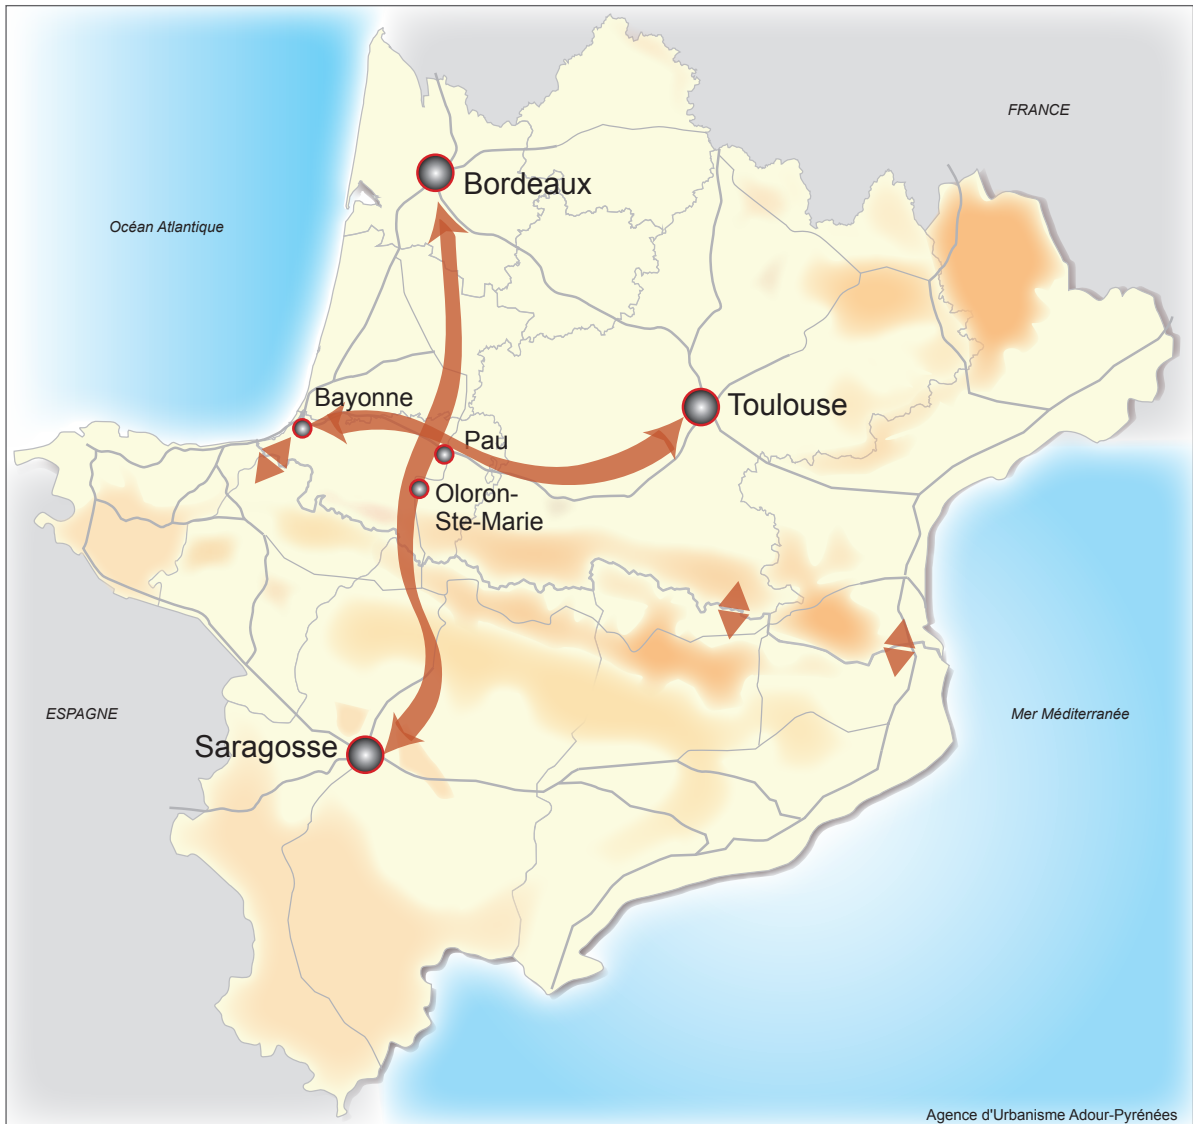 FRANCE
Bordeaux
Océan Atlantique
Bayonne
Toulouse
Pau
Oloron-
Ste-Marie
ESPAGNE
Mer Méditerranée
Saragosse
Agence d'Urbanisme Adour-Pyrénées